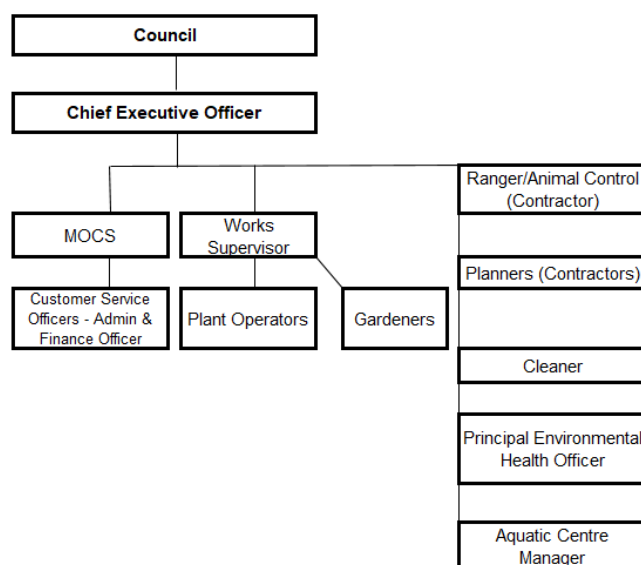 Council
Chief Executive Officer
Ranger/Animal Control
(Contractor)
MOCS
Works
Supervisor
Planners (Contractors)
Customer Service
Officers - Admin &
Finance Officer
Plant Operators
Gardeners
Cleaner
Principal Environmental
Health Officer
Aquatic Centre
Manager